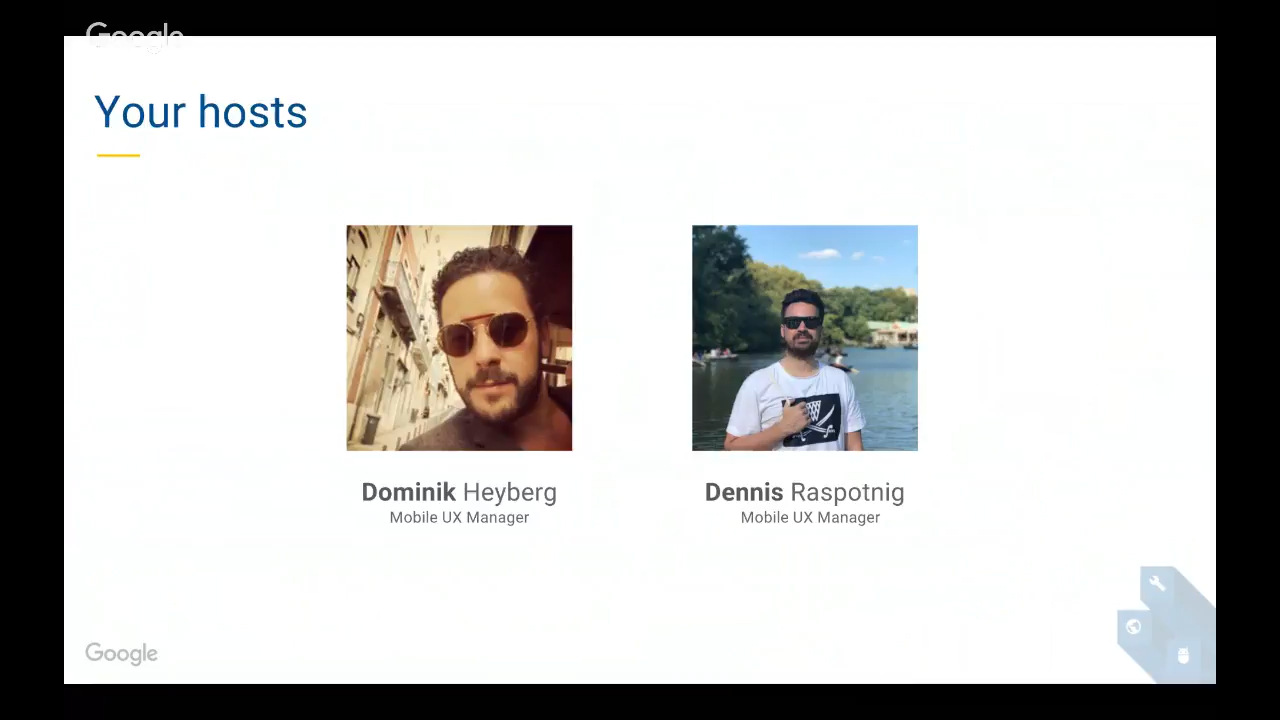 Google
Your hosts
Dominik Heyberg
Mobile UX Manager
Dennis Raspotnig
Mobile UX Manager
Google